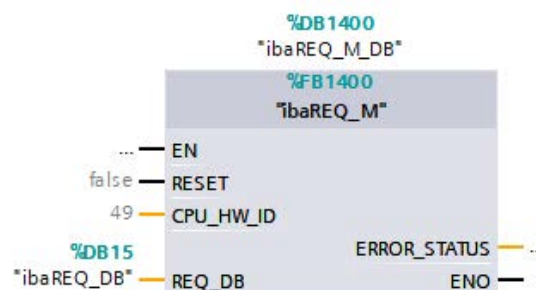 %DB1400
"ibaREQ_M_DB"
%FB1400
"ibaREQ_M"
... EN
false RESET
49 CPU_HW_ID
%DB15
ERROR_STATUS ...
"ibaREQ_DB" REQ_DB ENO